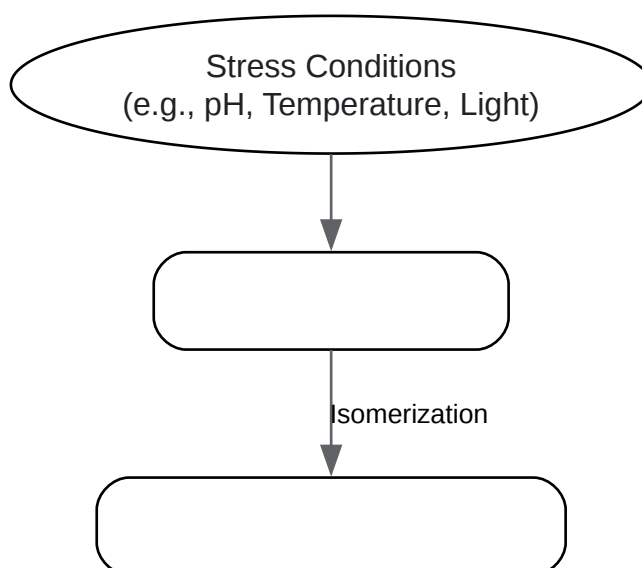 Stress Conditions
(e.g., pH, Temperature, Light)
Isomerization